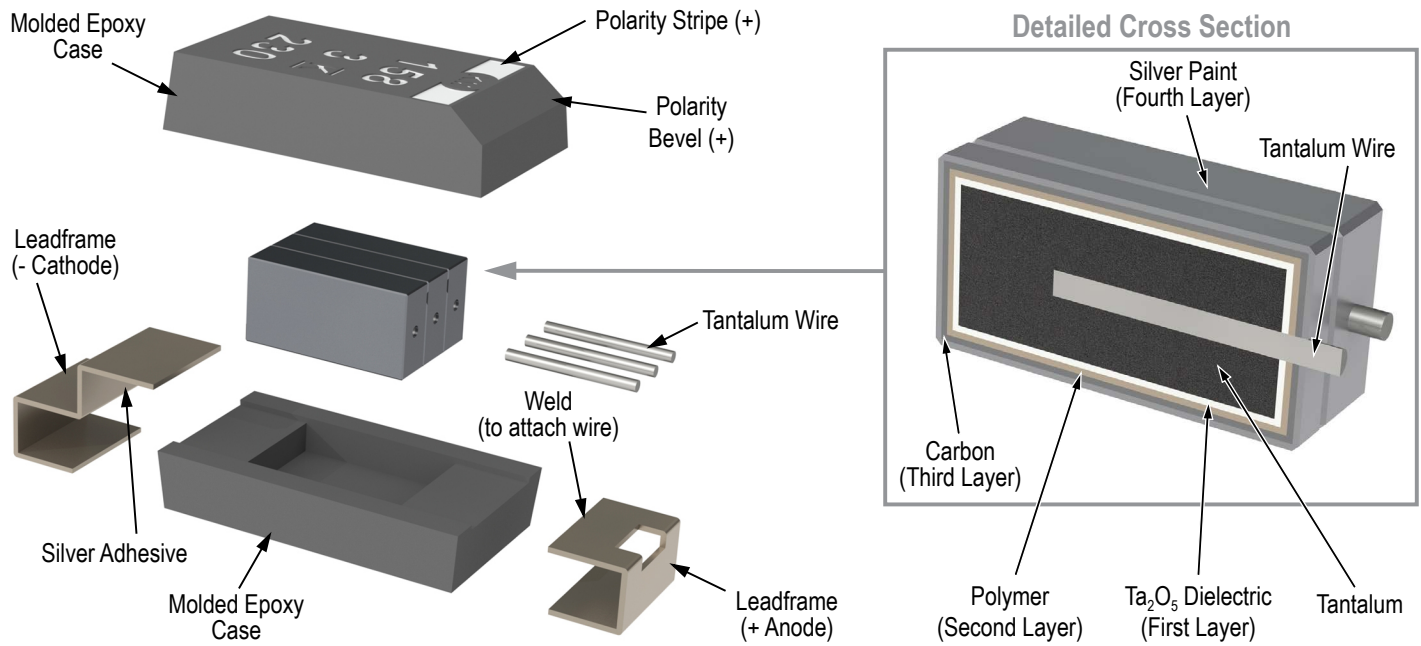 Molded Epoxy
Case
Polarity Stripe (+)
Polarity
Bevel (+)
Leadframe
(- Cathode)
Tantalum Wire
Weld
(to attach wire)
Silver Adhesive
Molded Epoxy
Case
Leadframe
(+ Anode)
Detailed Cross Section
Silver Paint
(Fourth Layer)
Tantalum Wire
Carbon
(Third Layer)
Polymer
(Second Layer)
Ta₂O₅ Dielectric
(First Layer)
Tantalum
158
230